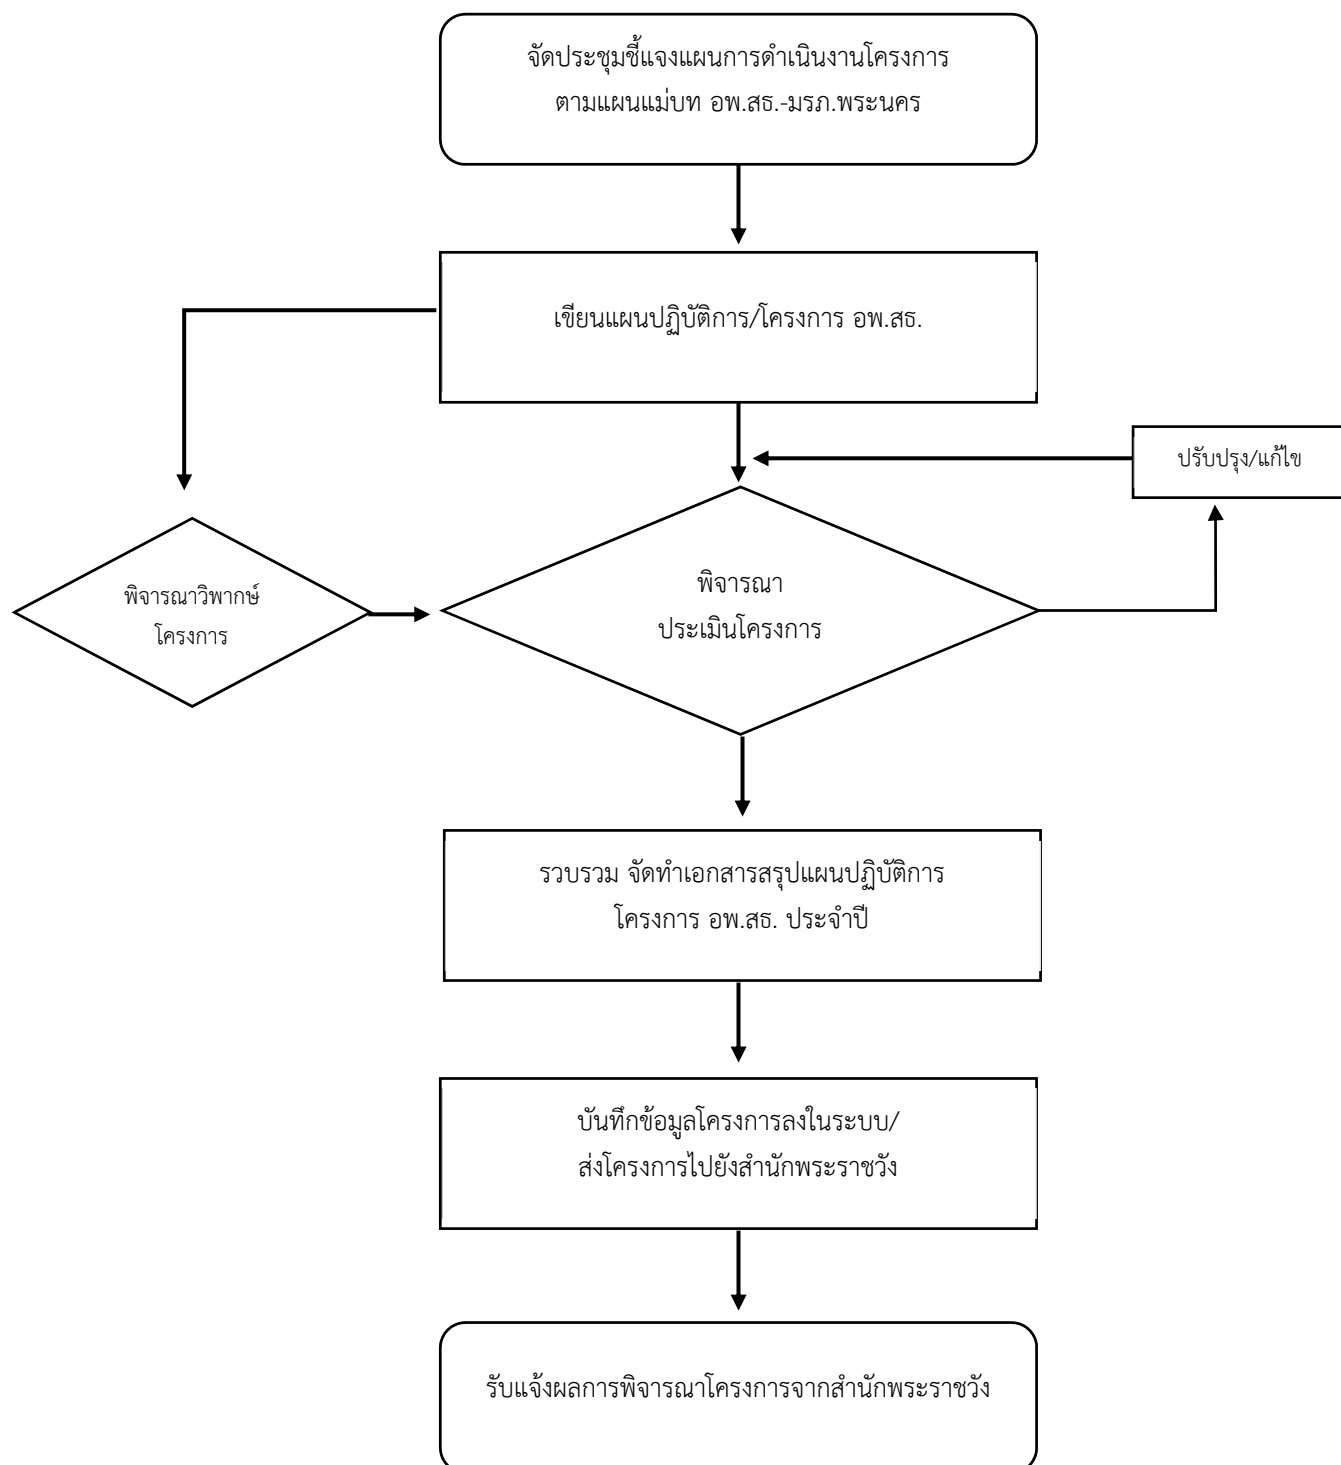 จัดประชุมชี้แจงแผนการดำเนินงานโครงการ
ตามแผนแม่บท อพ.สธ.-มรภ.พระนคร
เขียนแผนปฏิบัติการ/โครงการ อพ.สธ.
ปรับปรุง/แก้ไข
พิจารณาวิพากษ์
โครงการ
พิจารณา
ประเมินโครงการ
รวบรวม จัดทำเอกสารสรุปแผนปฏิบัติการ
โครงการ อพ.สธ. ประจำปี
บันทึกข้อมูลโครงการลงในระบบ/
ส่งโครงการไปยังสำนักพระราชวัง
รับแจ้งผลการพิจารณาโครงการจากสำนักพระราชวัง